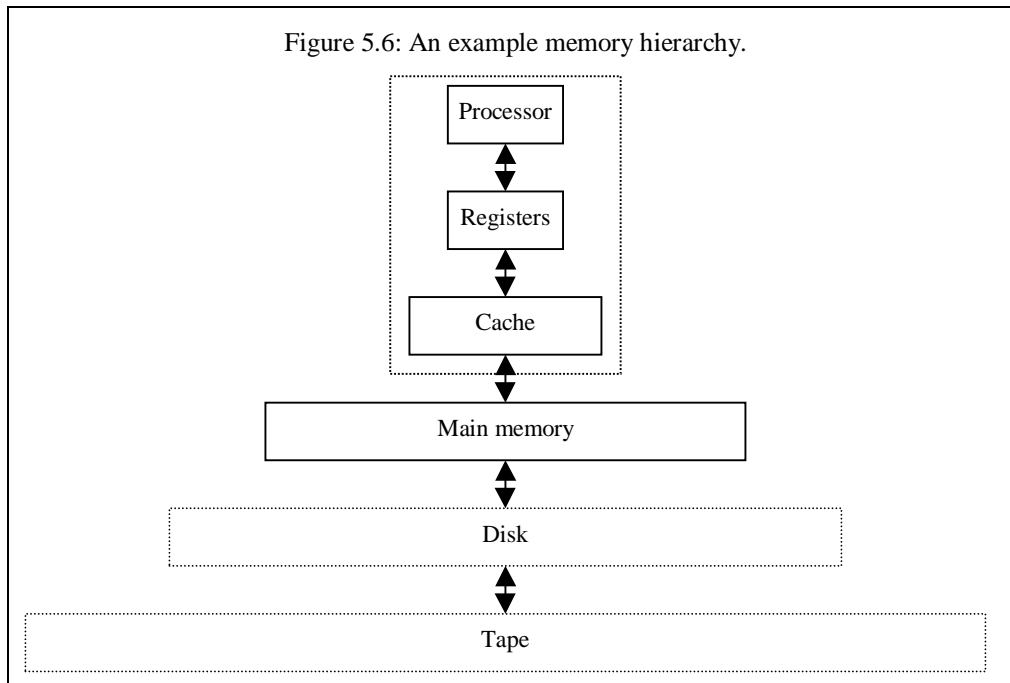 Figure 5.6: An example memory hierarchy.
Processor
Registers
Cache
Main memory
Disk
Tape